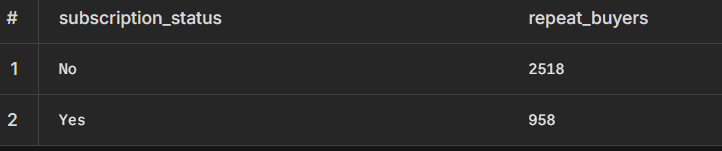 # subscription_status repeat_buyers
1 No 2518
2 Yes 958